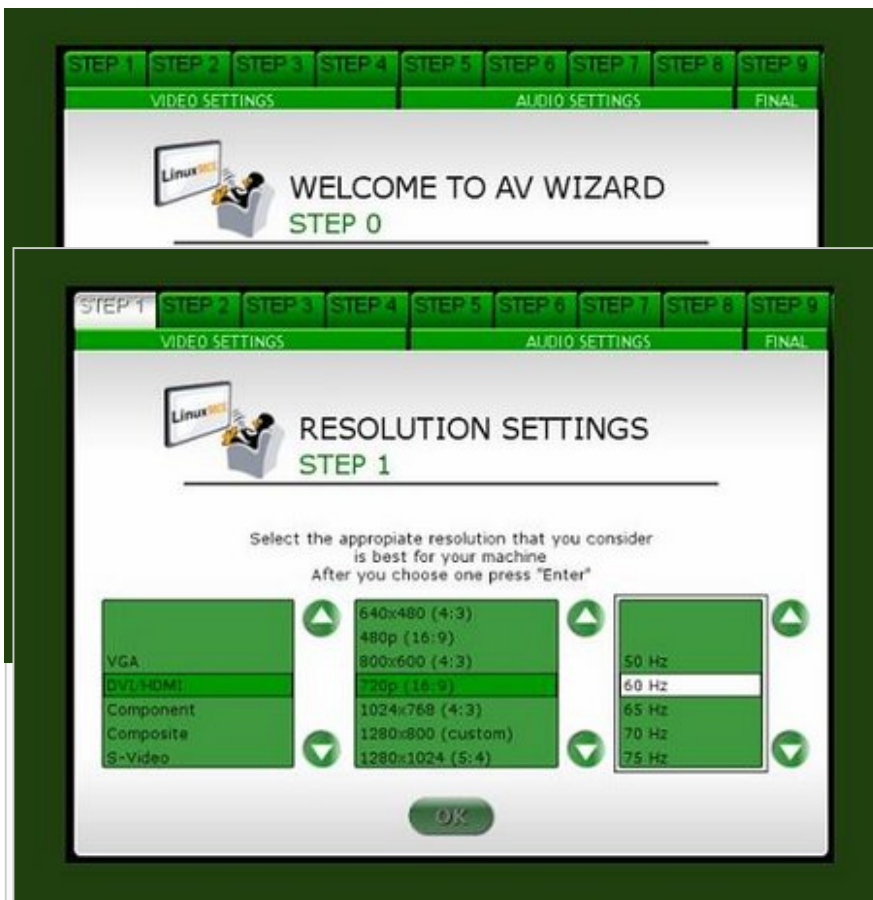 STEP 1 STEP 2 STEP 3 STEP 4 STEP 5 STEP 6 STEP 7 STEP 8 STEP 9
VIDEO SETTINGS AUDIO SETTINGS FINAL
LinuxMCE
WELCOME TO AV WIZARD
STEP 0
STEP 1 STEP 2 STEP 3 STEP 4 STEP 5 STEP 6 STEP 7 STEP 8 STEP 9
VIDEO SETTINGS AUDIO SETTINGS FINAL
LinuxMCE
RESOLUTION SETTINGS
STEP 1
Select the appropiate resolution that you consider
is best for your machine
After you choose one press "Enter"
640x480 (4:3)
480p (16:9)
VGA 800x600 (4:3) 50 Hz
DVI/HDMI 720p (16:9) 60 Hz
Component 1024x768 (4:3) 65 Hz
Composite 1280x800 (custom) 70 Hz
S-Video 1280x1024 (5:4) 75 Hz
OK